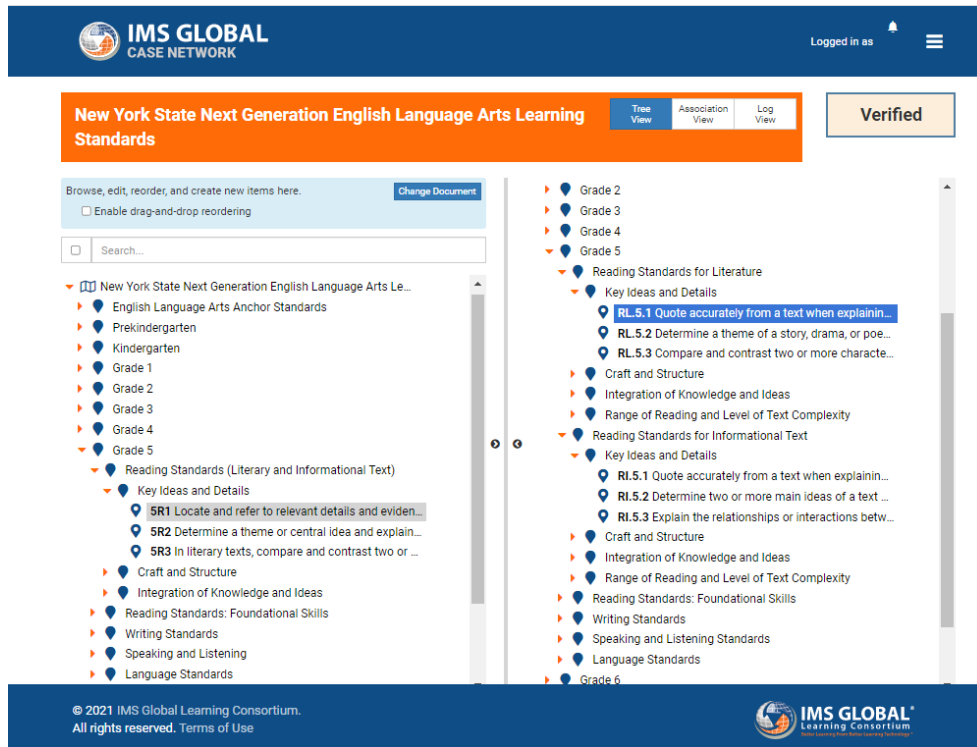 IMS GLOBAL
CASE NETWORK
Logged in as
New York State Next Generation English Language Arts Learning
Standards
Tree
View
Association
View
Log
View
Verified
Browse, edit, reorder, and create new items here.
Change Document
Enable drag-and-drop reordering
Search...
New York State Next Generation English Language Arts Le...
English Language Arts Anchor Standards
Prekindergarten
Kindergarten
Grade 1
Grade 2
Grade 3
Grade 4
Grade 5
Reading Standards (Literary and Informational Text)
Key Ideas and Details
5R1 Locate and refer to relevant details and eviden...
5R2 Determine a theme or central idea and explain...
5R3 In literary texts, compare and contrast two or ...
Craft and Structure
Integration of Knowledge and Ideas
Reading Standards: Foundational Skills
Writing Standards
Speaking and Listening
Language Standards
Grade 2
Grade 3
Grade 4
Grade 5
Reading Standards for Literature
Key Ideas and Details
RL.5.1 Quote accurately from a text when explainin...
RL.5.2 Determine a theme of a story, drama, or poe...
RL.5.3 Compare and contrast two or more characte...
Craft and Structure
Integration of Knowledge and Ideas
Range of Reading and Level of Text Complexity
Reading Standards for Informational Text
Key Ideas and Details
RI.5.1 Quote accurately from a text when explainin...
RI.5.2 Determine two or more main ideas of a text ...
RI.5.3 Explain the relationships or interactions betw...
Craft and Structure
Integration of Knowledge and Ideas
Range of Reading and Level of Text Complexity
Reading Standards: Foundational Skills
Writing Standards
Speaking and Listening Standards
Language Standards
Grade 6
© 2021 IMS Global Learning Consortium.
All rights reserved. Terms of Use
IMS GLOBAL
Learning Consortium
Better Learning From Better Learning Technology